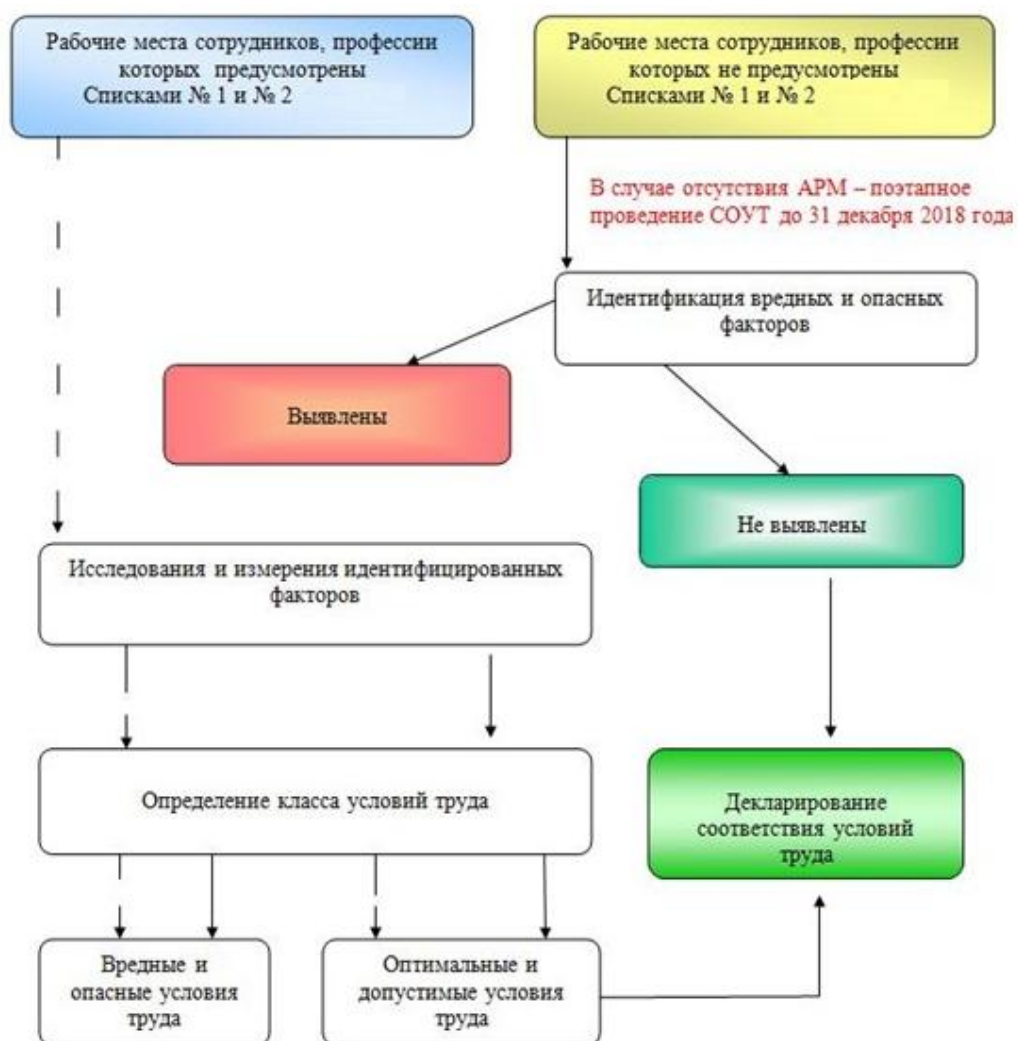 Рабочие места сотрудников, профессии
которых предусмотрены
Списками № 1 и № 2
Рабочие места сотрудников, профессии
которых не предусмотрены
Списками № 1 и № 2
В случае отсутствия АРМ – поэтапное
проведение СОУТ до 31 декабря 2018 года
Идентификация вредных и опасных
факторов
Выявлены
Не выявлены
Исследования и измерения идентифицированных
факторов
Определение класса условий труда
Декларирование
соответствия условий
труда
Вредные и
опасные условия
труда
Оптимальные и
допустимые условия
труда